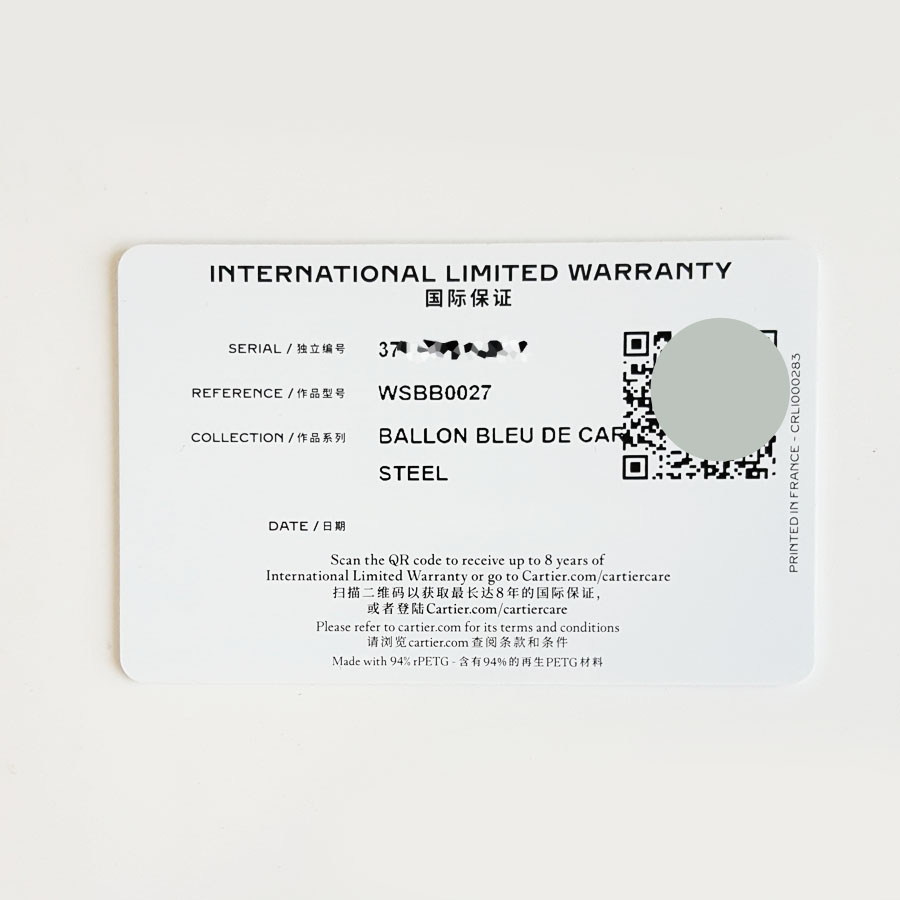 INTERNATIONAL LIMITED WARRANTY
国际保证
SERIAL / 独立编号 37
REFERENCE / 作品型号 WSBB0027
COLLECTION / 作品系列 BALLON BLEU DE CAR
STEEL
DATE / 日期
Scan the QR code to receive up to 8 years of
International Limited Warranty or go to Cartier.com/cartiercare
扫描二维码以获取最长达8年的国际保证，
或者登陆Cartier.com/cartiercare
Please refer to cartier.com for its terms and conditions
请浏览cartier.com查阅条款和条件
Made with 94% rPETG - 含有94%的再生PETG材料
PRINTED IN FRANCE - CRLI000283